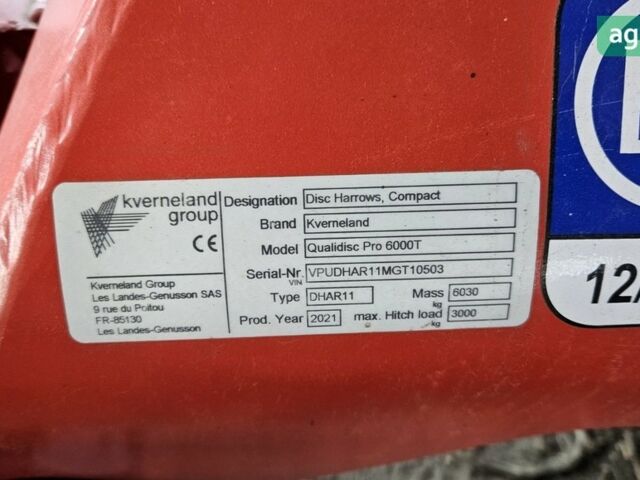 ag
kverneland
group
CE
Kverneland Group
Les Landes-Genusson SAS
9 rue du Poitou
FR-85130
Les Landes-Genusson
Designation Disc Harrows, Compact
Brand Kverneland
Model Qualidisc Pro 6000T
Serial-Nr. VPUDHAR11MGT10503
VIN
Type DHAR11 Mass 6030
kg
Prod. Year 2021 max. Hitch load 3000
kg
12/